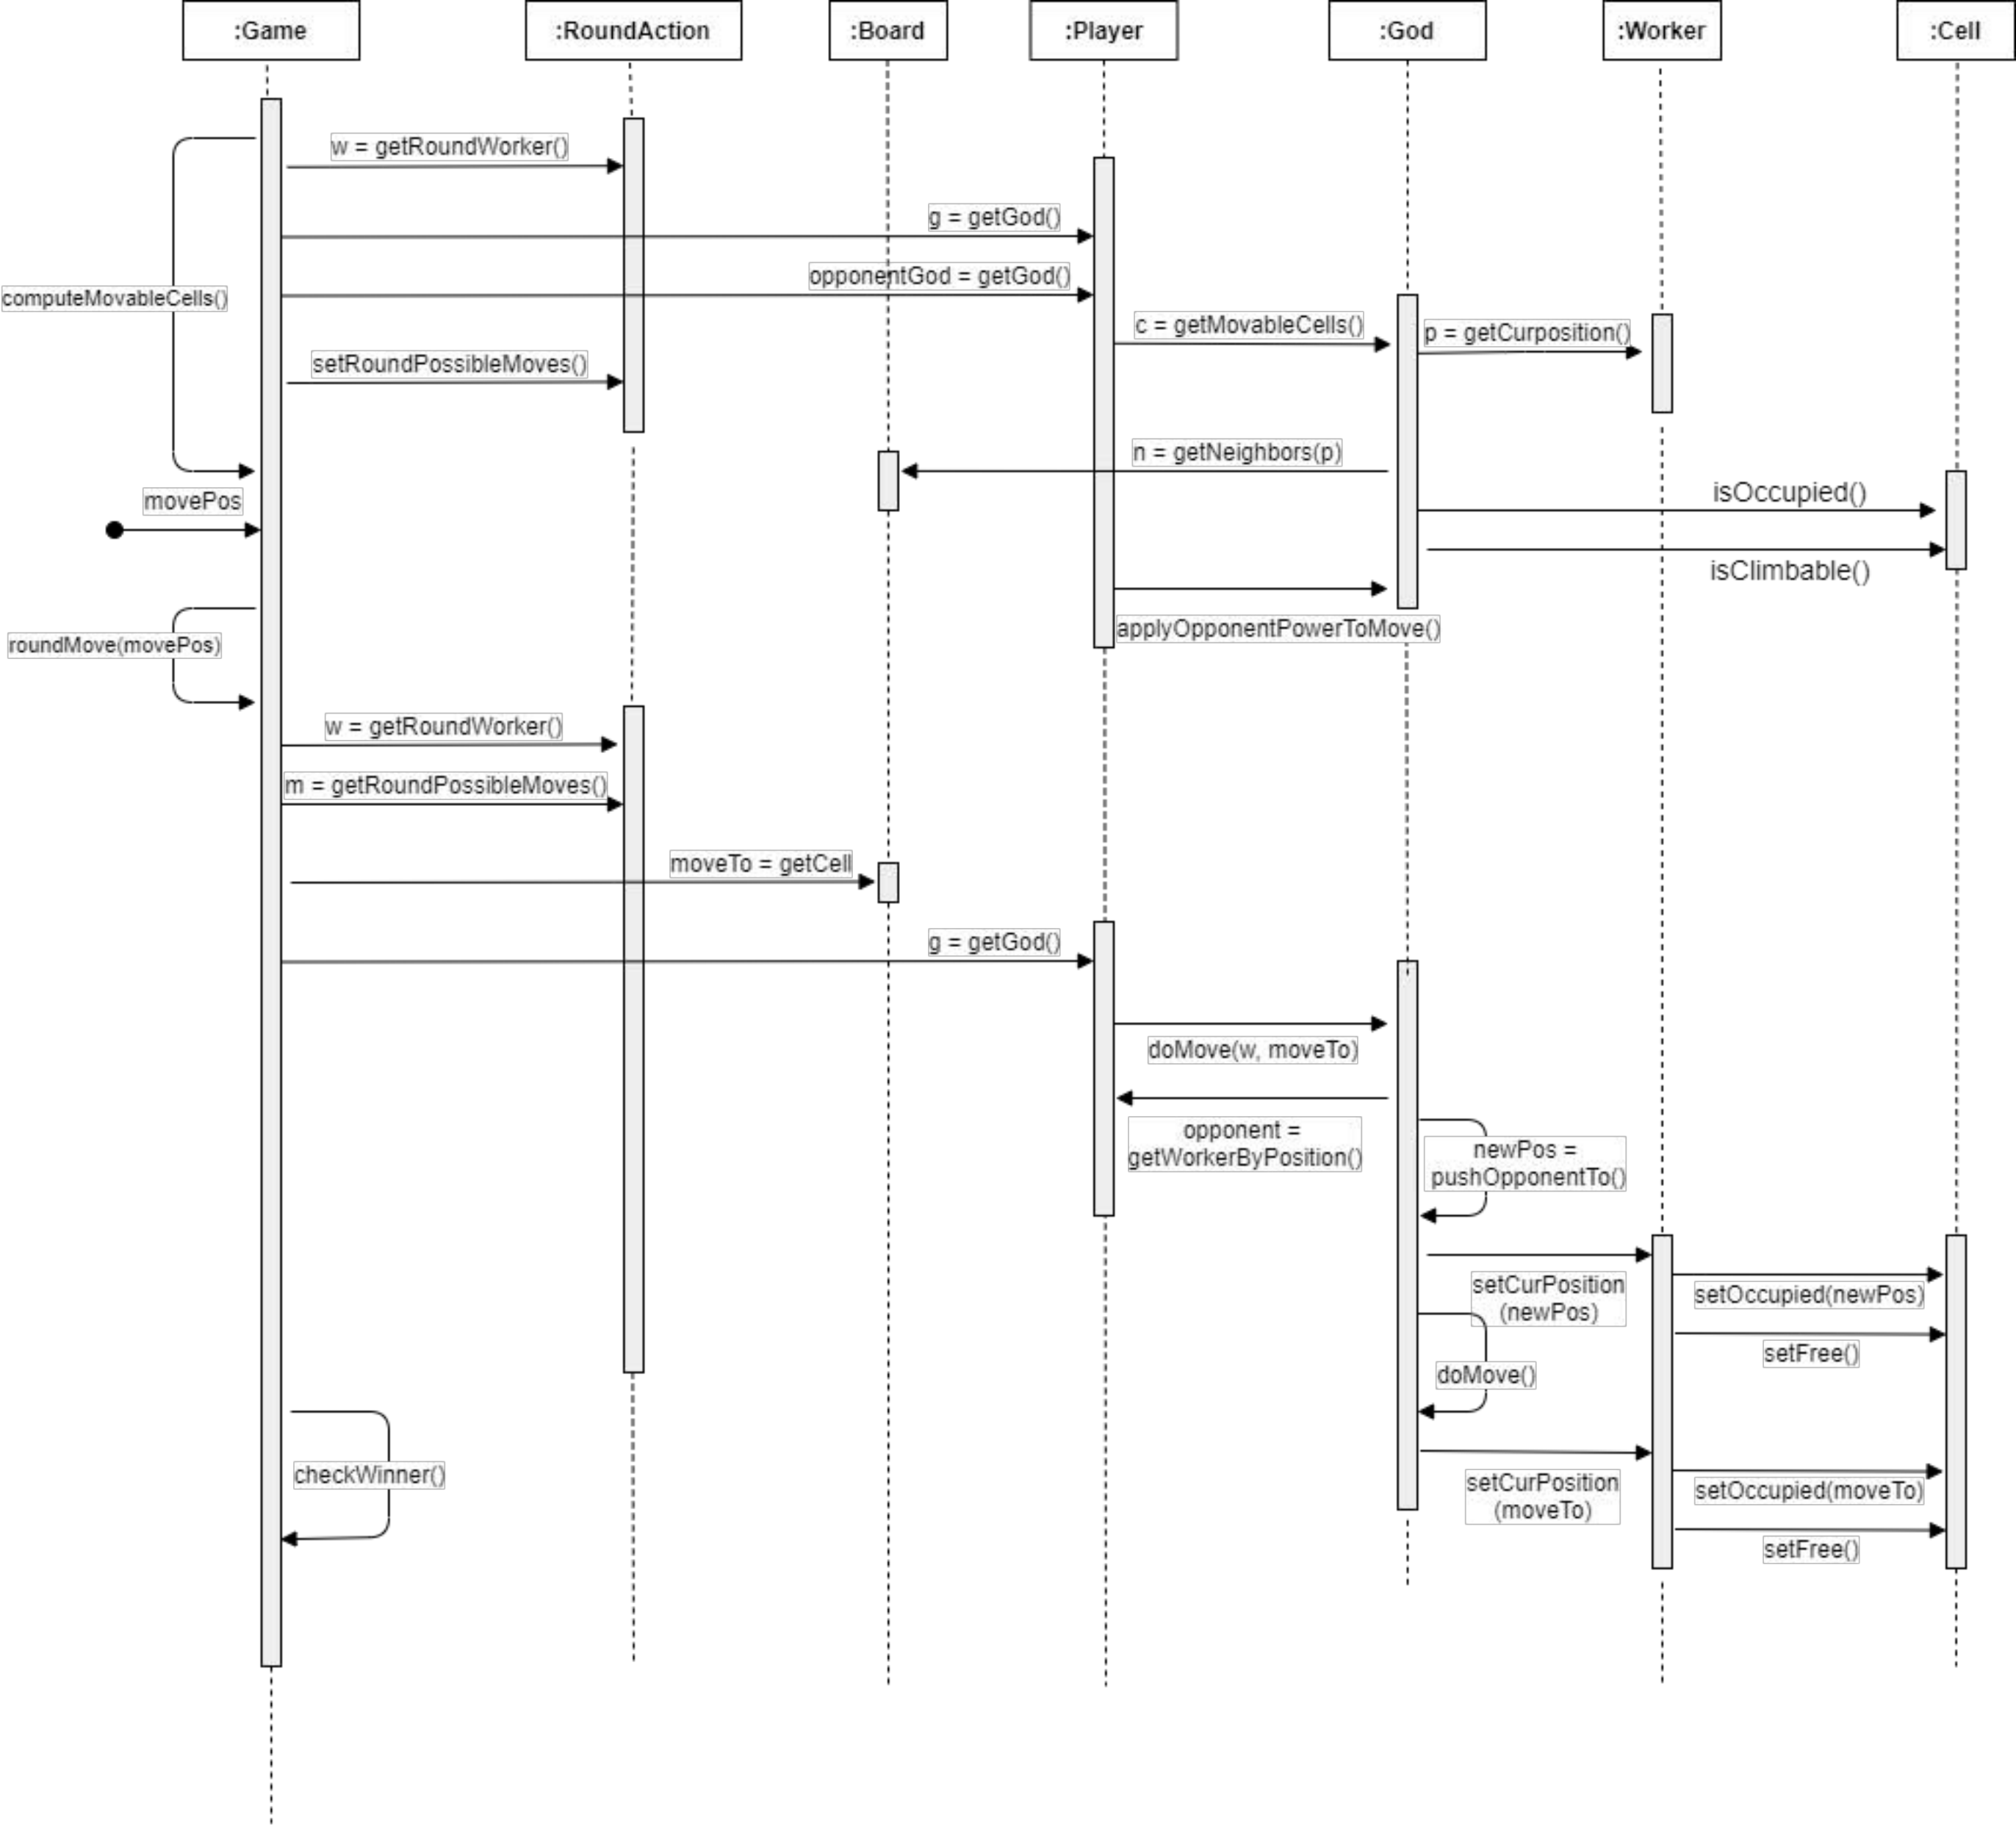 :Game
:RoundAction
:Board
:Player
:God
:Worker
:Cell
w = getRoundWorker()
g = getGod()
opponentGod = getGod()
computeMovableCells()
c = getMovableCells()
p = getCurposition()
setRoundPossibleMoves()
n = getNeighbors(p)
movePos
isOccupied()
isClimbable()
applyOpponentPowerToMove()
roundMove(movePos)
w = getRoundWorker()
m = getRoundPossibleMoves()
moveTo = getCell
g = getGod()
doMove(w, moveTo)
opponent =
getWorkerByPosition()
newPos =
pushOpponentTo()
setCurPosition
(newPos)
setOccupied(newPos)
setFree()
doMove()
checkWinner()
setCurPosition
(moveTo)
setOccupied(moveTo)
setFree()